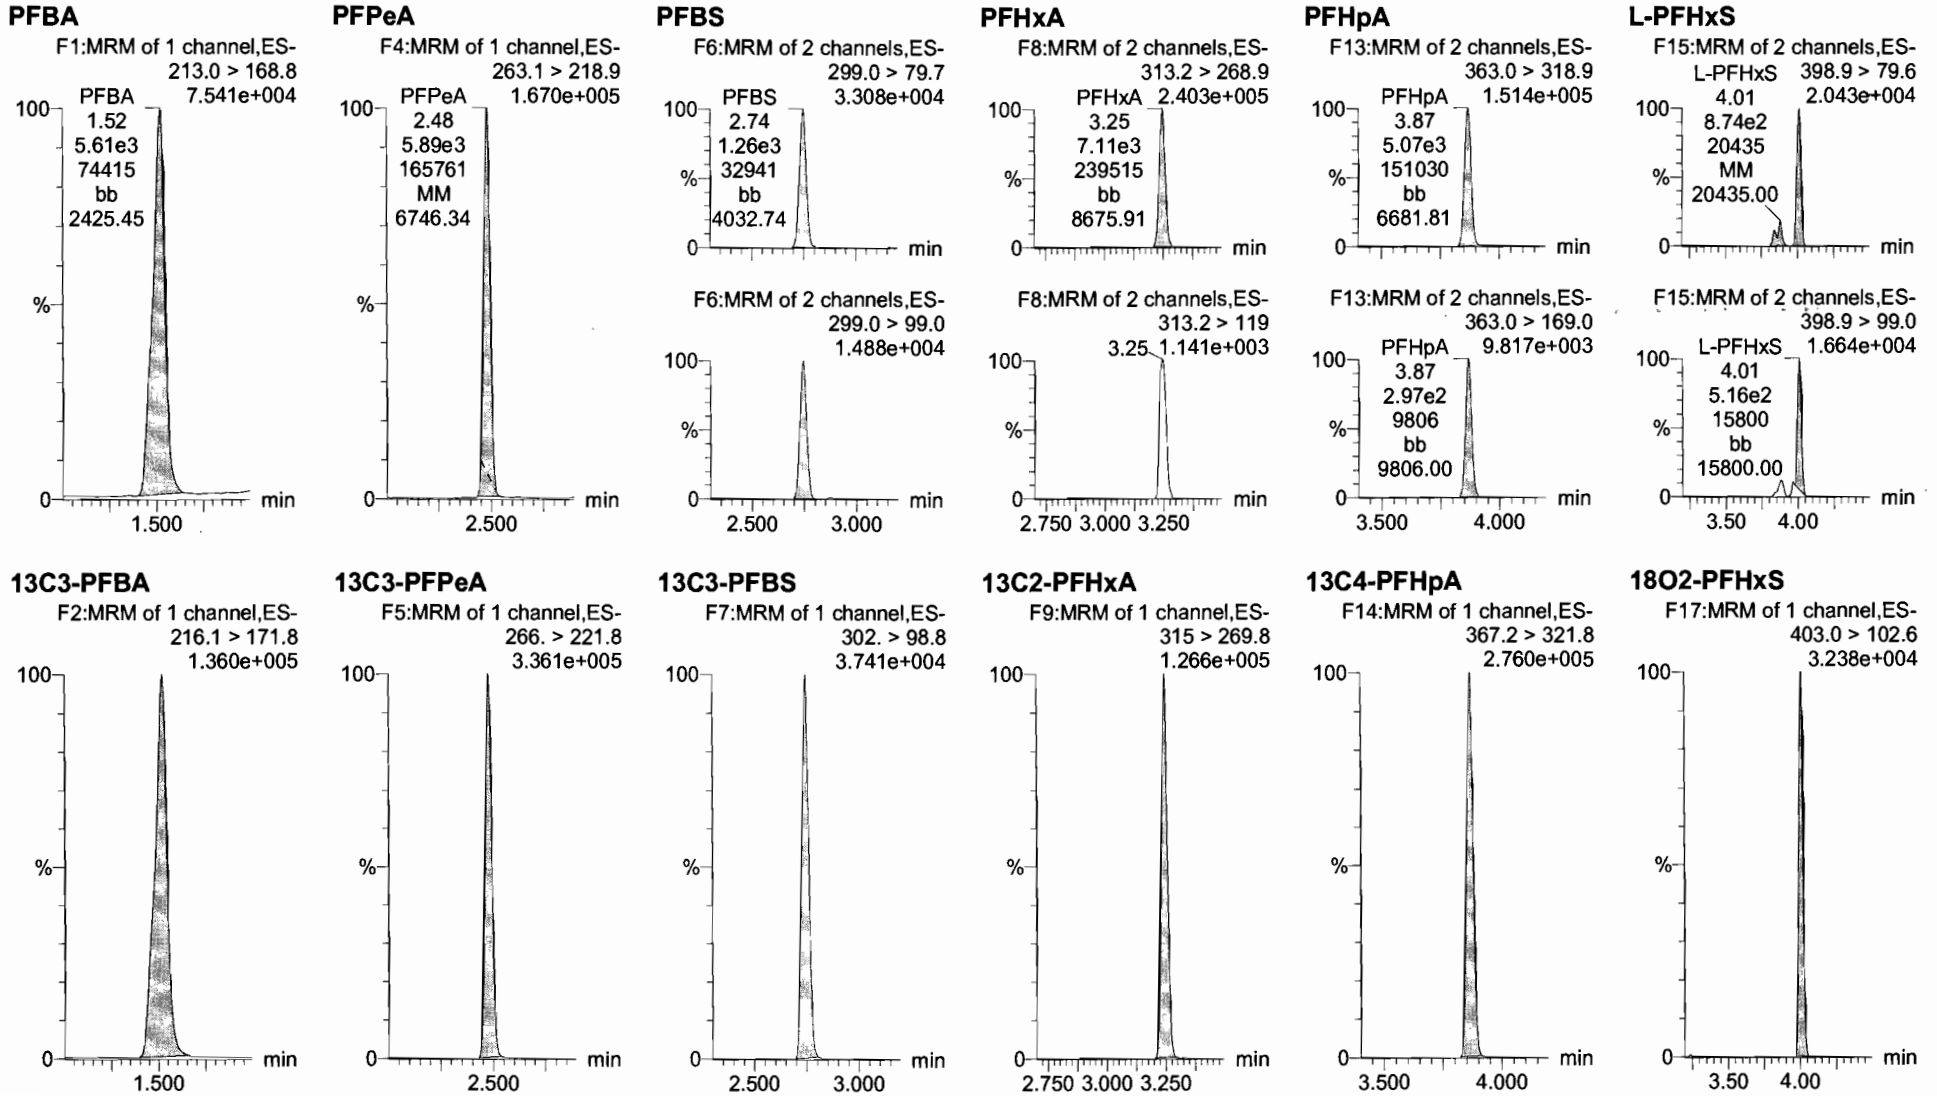 PFBA
F1:MRM of 1 channel,ES-
213.0 > 168.8
7.541e+004
PFBA
1.52
5.61e3
74415
bb
2425.45
100
%
0
min
1.500
PFPeA
F4:MRM of 1 channel,ES-
263.1 > 218.9
1.670e+005
PFPeA
2.48
5.89e3
165761
MM
6746.34
100
%
0
min
2.500
PFBS
F6:MRM of 2 channels,ES-
299.0 > 79.7
3.308e+004
PFBS
2.74
1.26e3
32941
bb
4032.74
100
%
0
min
F6:MRM of 2 channels,ES-
299.0 > 99.0
1.488e+004
100
%
0
min
2.500 3.000
PFHxA
F8:MRM of 2 channels,ES-
313.2 > 268.9
2.403e+005
PFHxA
3.25
7.11e3
239515
bb
8675.91
100
%
0
min
F8:MRM of 2 channels,ES-
313.2 > 119
1.141e+003
3.25
100
%
0
min
2.750 3.000 3.250
PFHpA
F13:MRM of 2 channels,ES-
363.0 > 318.9
1.514e+005
PFHpA
3.87
5.07e3
151030
bb
6681.81
100
%
0
min
F13:MRM of 2 channels,ES-
363.0 > 169.0
9.817e+003
PFHpA
3.87
2.97e2
9806
bb
9806.00
100
%
0
min
3.500 4.000
L-PFHxS
F15:MRM of 2 channels,ES-
398.9 > 79.6
2.043e+004
L-PFHxS
4.01
8.74e2
20435
MM
20435.00
100
%
0
min
F15:MRM of 2 channels,ES-
398.9 > 99.0
1.664e+004
L-PFHxS
4.01
5.16e2
15800
bb
15800.00
100
%
0
min
3.50 4.00
13C3-PFBA
F2:MRM of 1 channel,ES-
216.1 > 171.8
1.360e+005
100
%
0
min
1.500
13C3-PFPeA
F5:MRM of 1 channel,ES-
266. > 221.8
3.361e+005
100
%
0
min
2.500
13C3-PFBS
F7:MRM of 1 channel,ES-
302. > 98.8
3.741e+004
100
%
0
min
2.500 3.000
13C2-PFHxA
F9:MRM of 1 channel,ES-
315 > 269.8
1.266e+005
100
%
0
min
2.750 3.000 3.250
13C4-PFHpA
F14:MRM of 1 channel,ES-
367.2 > 321.8
2.760e+005
100
%
0
min
3.500 4.000
18O2-PFHxS
F17:MRM of 1 channel,ES-
403.0 > 102.6
3.238e+004
100
%
0
min
3.50 4.00